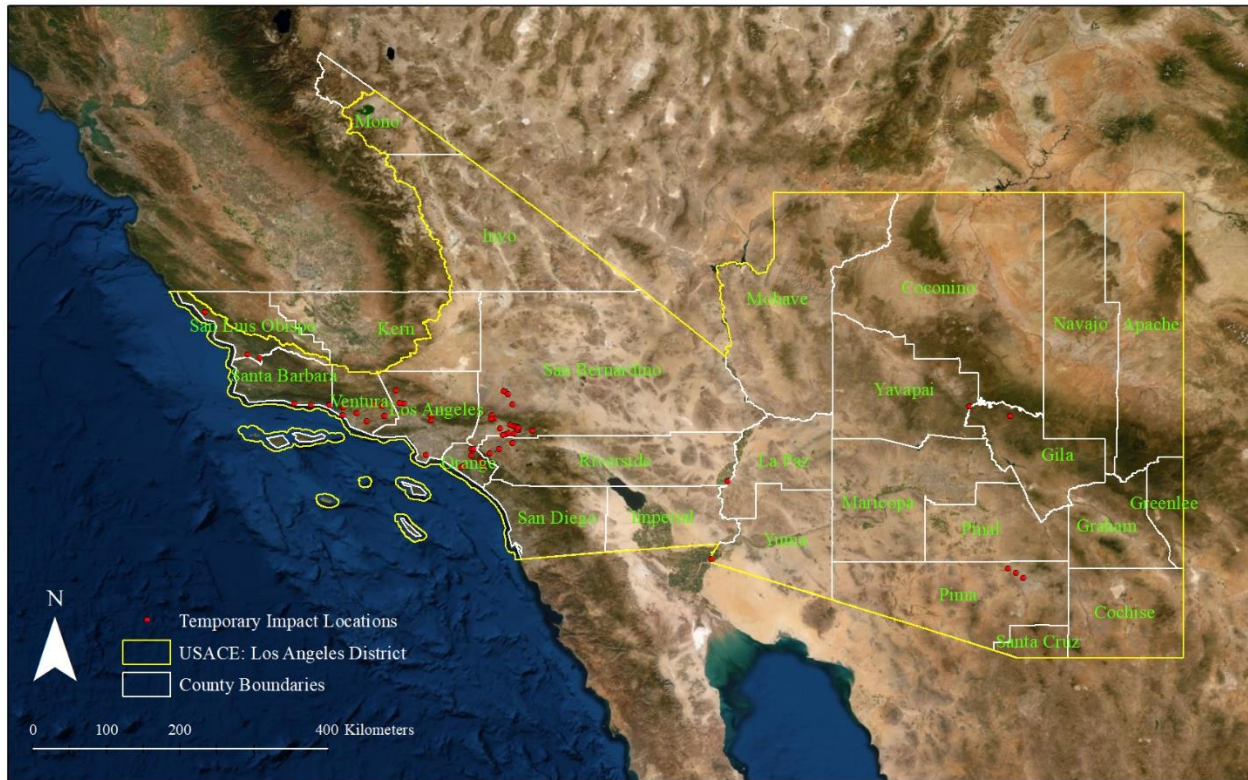 Mono
Inyo
Coconino
Mohave
Navajo
Apache
San Luis Obispo
Kern
San Bernardino
Santa Barbara
Yavapai
Ventura
Los Angeles
Orange
Riverside
La Paz
Gila
Maricopa
Greenlee
San Diego
Imperial
Yuma
Pinal
Graham
Pima
Cochise
Santa Cruz
N
Temporary Impact Locations
USACE: Los Angeles District
County Boundaries
0 100 200 400 Kilometers